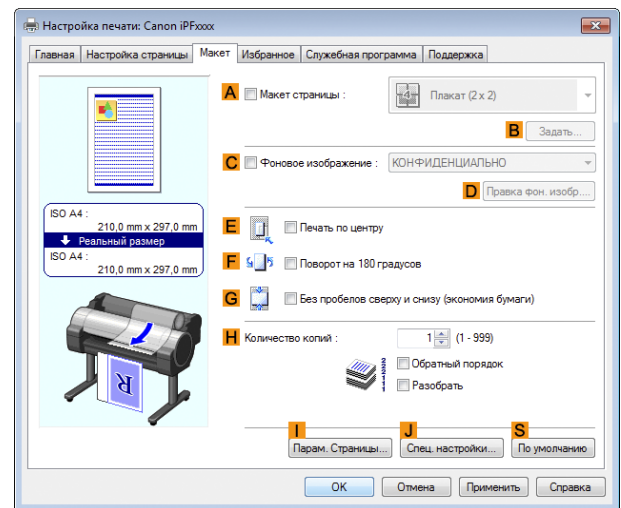 Настройка печати: Canon iPFxxxx
Главная Настройка страницы Макет Избранное Служебная программа Поддержка
A Макет страницы : 4 Плакат (2 x 2)
B Задать...
C Фоновое изображение : КОНФИДЕНЦИАЛЬНО
D Правка фон. изобр....
ISO A4 :
210,0 mm x 297,0 mm
Реальный размер
ISO A4 :
210,0 mm x 297,0 mm
E Печать по центру
F Поворот на 180 градусов
G Без пробелов сверху и снизу (экономия бумаги)
H Количество копий : 1 (1 - 999)
Обратный порядок
Разобрать
R
I J S
Парам. Страницы... Спец. настройки... По умолчанию
OK Отмена Применить Справка